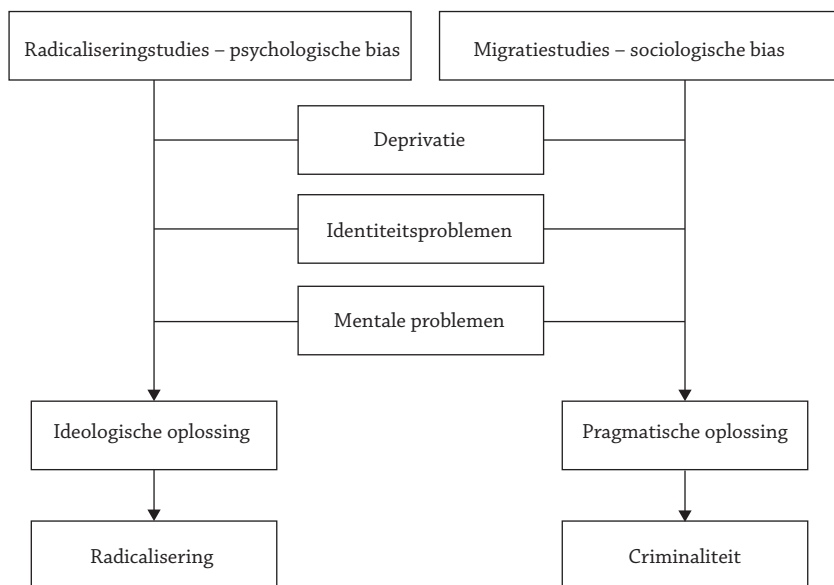 Radicaliseringstudies – psychologische bias
Migratiestudies – sociologische bias
Deprivatie
Identiteitsproblemen
Mentale problemen
Ideologische oplossing
Pragmatische oplossing
Radicalisering
Criminaliteit